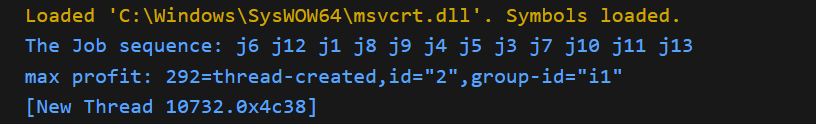 Loaded 'C:\Windows\SysWOW64\msvcrt.dll'. Symbols loaded.
The Job sequence: j6 j12 j1 j8 j9 j4 j5 j3 j7 j10 j11 j13
max profit: 292=thread-created,id="2",group-id="i1"
[New Thread 10732.0x4c38]